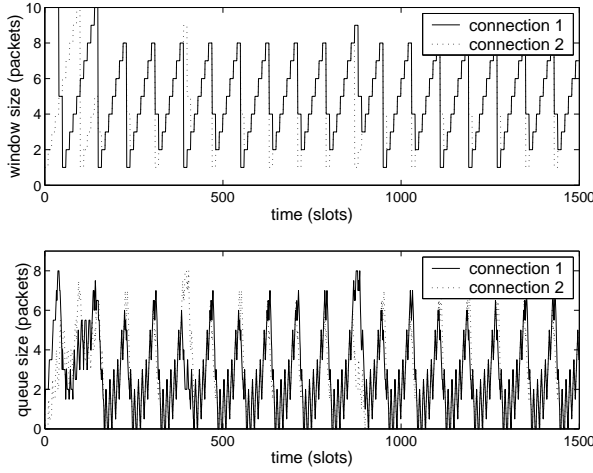 10
8
6
4
2
0
window size (packets)
connection 1
connection 2
0
500
1000
1500
time (slots)
8
6
4
2
0
queue size (packets)
connection 1
connection 2
0
500
1000
1500
time (slots)